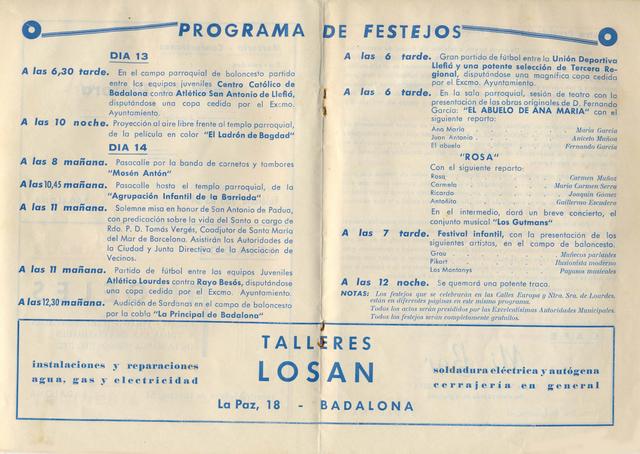 PROGRAMA DE FESTEJOS
DIA 13
A las 6,30 tarde. En el campo parroquial de baloncesto partido
entre los equipos juveniles Centro Católico de
Badalona contra Atlético San Antonio de Llefiá,
disputándose una copa cedida por el Excmo.
Ayuntamiento.
A las 10 noche. Proyección al aire libre frente al templo parroquial,
de la película en color "El Ladrón de Bagdad"
DIA 14
A las 8 mañana. Pasacalle por la banda de cornetas y tambores
"Mosén Antón"
A las 10,45 mañana. Pasacalle hasta el templo parroquial, de la
"Agrupación Infantil de la Barriada"
A las 11 mañana. Solemne misa en honor de San Antonio de Padua,
con predicación sobre la vida del Santo a cargo de
Rdo. P. D. Tomás Vergés, Coadjutor de Santa María
del Mar de Barcelona. Asistirán las Autoridades de
la Ciudad y Junta Directiva de la Asociación de
Vecinos.
A las 11 mañana. Partido de fútbol entre los equipos Juveniles
Atlético Lourdes contra Rayo Besós, disputándose
una copa cedida por el Excmo. Ayuntamiento.
A las 12,30 mañana. Audición de Sardanas en el campo de baloncesto
por la cobla "La Principal de Badalona"
A las 6 tarde. Gran partido de fútbol entre la Unión Deportiva
Llefiá y una potente selección de Tercera Re-
gional, disputándose una magnífica copa cedida
por el Excmo. Ayuntamiento.
A las 6 tarde. En la sala parroquial, sesión de teatro con la
presentación de las obras originales de D. Fernando
García: "EL ABUELO DE ANA MARIA" con el
siguiente reparto:
Ana María . . . María García
Juan Antonio . . . Aniceto Muñoz
El abuelo . . . Fernando García
"ROSA"
Con el siguiente reparto:
Rosa . . . Carmen Muñoz
Carmela . . . María Carmen Serra
Ricardo . . . Joaquín Gómez
Antoñito . . . Guillermo Escudero
En el intermedio, dará un breve concierto, el
conjunto musical "Los Gutmans"
A las 7 tarde. Festival infantil, con la presentación de los
siguientes artistas, en el campo de baloncesto.
Grau . . . Muñecos parlantes
Pikort . . . Ilusionista moderno
Los Montanys . . . Payasos musicales
A las 12 noche. Se quemará una potente traca.
NOTAS: Los festejos que se celebrarán en las Calles Europa y Ntra. Sra. de Lourdes.
están en diferentes páginas en este mismo programa.
Todos los actos serán presididos por las Excelentísimas Autoridades Municipales.
Todos los festejos serán completamente gratuitos.
TALLERES
LOSAN
instalaciones y reparaciones
agua, gas y electricidad
soldadura eléctrica y autógena
cerrajería en general
La Paz, 18 - BADALONA